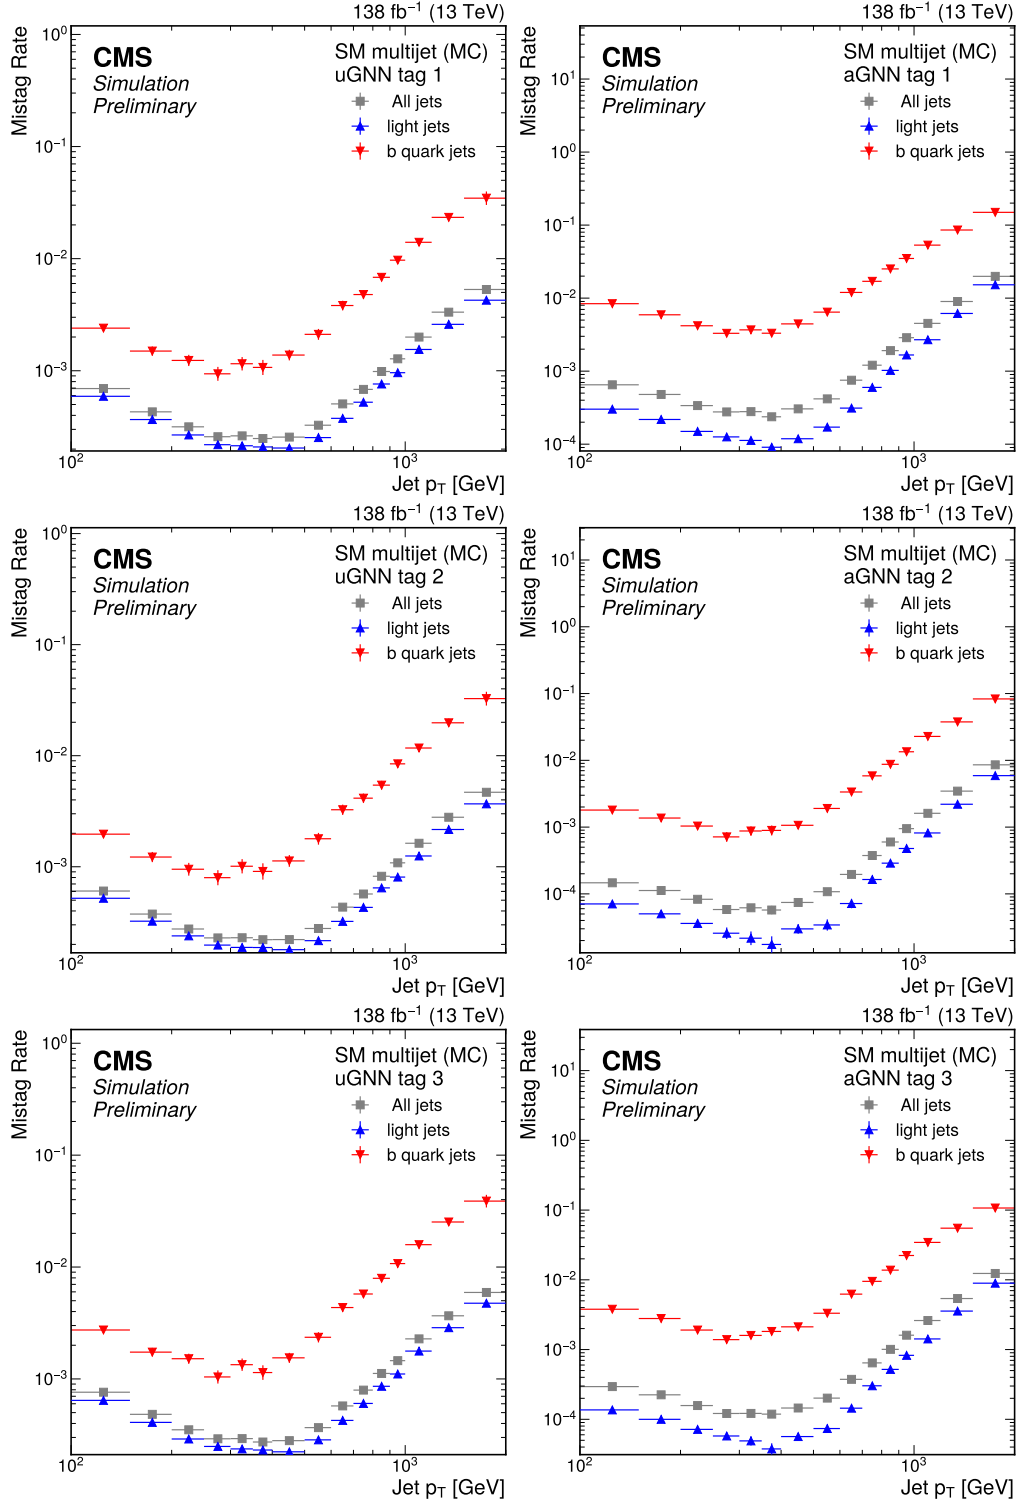 138 fb⁻¹ (13 TeV)
Mistag Rate
10⁰
10⁻¹
10⁻²
10⁻³
CMS
Simulation
Preliminary
SM multijet (MC)
uGNN tag 1
All jets
light jets
b quark jets
10²
10³
Jet p_T [GeV]
138 fb⁻¹ (13 TeV)
Mistag Rate
10¹
10⁰
10⁻¹
10⁻²
10⁻³
10⁻⁴
CMS
Simulation
Preliminary
SM multijet (MC)
aGNN tag 1
All jets
light jets
b quark jets
10²
10³
Jet p_T [GeV]
138 fb⁻¹ (13 TeV)
Mistag Rate
10⁰
10⁻¹
10⁻²
10⁻³
CMS
Simulation
Preliminary
SM multijet (MC)
uGNN tag 2
All jets
light jets
b quark jets
10²
10³
Jet p_T [GeV]
138 fb⁻¹ (13 TeV)
Mistag Rate
10¹
10⁰
10⁻¹
10⁻²
10⁻³
10⁻⁴
CMS
Simulation
Preliminary
SM multijet (MC)
aGNN tag 2
All jets
light jets
b quark jets
10²
10³
Jet p_T [GeV]
138 fb⁻¹ (13 TeV)
Mistag Rate
10⁰
10⁻¹
10⁻²
10⁻³
CMS
Simulation
Preliminary
SM multijet (MC)
uGNN tag 3
All jets
light jets
b quark jets
10²
10³
Jet p_T [GeV]
138 fb⁻¹ (13 TeV)
Mistag Rate
10¹
10⁰
10⁻¹
10⁻²
10⁻³
10⁻⁴
CMS
Simulation
Preliminary
SM multijet (MC)
aGNN tag 3
All jets
light jets
b quark jets
10²
10³
Jet p_T [GeV]